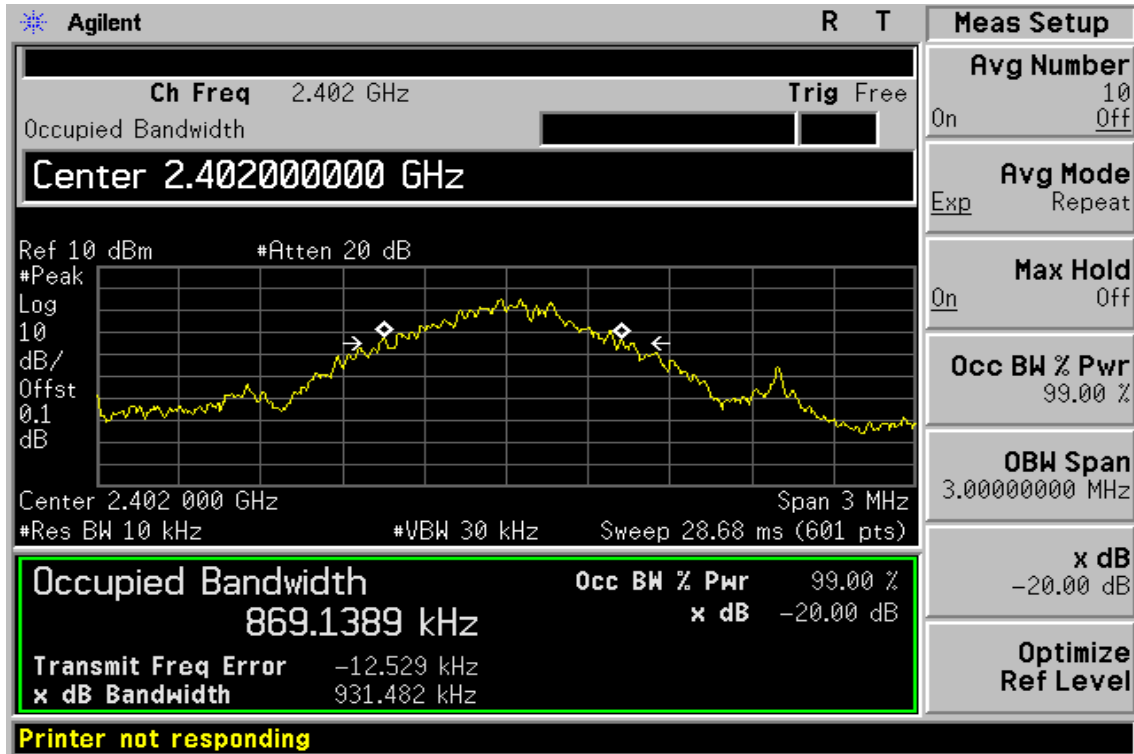 Agilent R T
Ch Freq 2.402 GHz Trig Free
Occupied Bandwidth
Center 2.402000000 GHz
Ref 10 dBm #Atten 20 dB
#Peak
Log
10
dB/
Offst
0.1
dB
Center 2.402 000 GHz Span 3 MHz
#Res BW 10 kHz #VBW 30 kHz Sweep 28.68 ms (601 pts)
Occupied Bandwidth Occ BW % Pwr 99.00 %
869.1389 kHz x dB -20.00 dB
Transmit Freq Error -12.529 kHz
x dB Bandwidth 931.482 kHz
Printer not responding
Meas Setup
Avg Number
10
On Off
Avg Mode
Exp Repeat
Max Hold
On Off
Occ BW % Pwr
99.00 %
OBW Span
3.00000000 MHz
x dB
-20.00 dB
Optimize
Ref Level